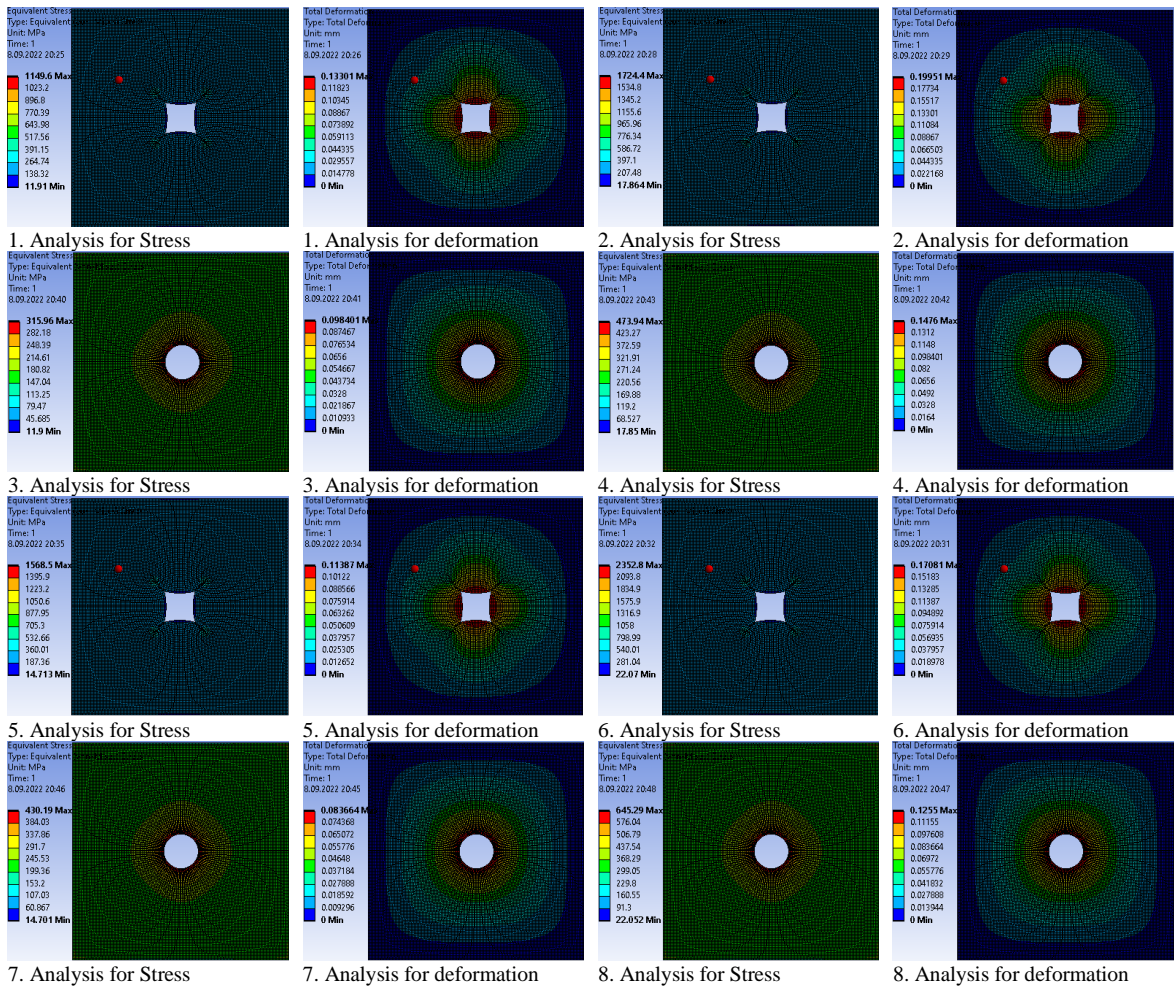 Equivalent Stress
Type: Equivalent
Unit: MPa
Time: 1
8.09.2022 20:25
1149.6 Max
1023.2
896.8
770.39
643.98
517.56
391.15
264.74
138.32
11.91 Min
1. Analysis for Stress
Total Deformation
Type: Total Deform
Unit: mm
Time: 1
8.09.2022 20:26
0.13301 Max
0.11823
0.10345
0.08867
0.073892
0.059113
0.044335
0.029557
0.014778
0 Min
1. Analysis for deformation
Equivalent Stress
Type: Equivalent
Unit: MPa
Time: 1
8.09.2022 20:28
1724.4 Max
1534.8
1345.2
1155.6
965.96
776.34
586.72
397.1
207.48
17.864 Min
2. Analysis for Stress
Total Deformation
Type: Total Deform
Unit: mm
Time: 1
8.09.2022 20:29
0.19951 Max
0.17734
0.15517
0.13301
0.11084
0.08867
0.066503
0.044335
0.022168
0 Min
2. Analysis for deformation
Equivalent Stress
Type: Equivalent
Unit: MPa
Time: 1
8.09.2022 20:40
315.96 Max
282.18
248.39
214.61
180.82
147.04
113.25
79.47
45.685
11.9 Min
3. Analysis for Stress
Total Deformation
Type: Total Deform
Unit: mm
Time: 1
8.09.2022 20:41
0.098401 Max
0.087467
0.076534
0.0656
0.054667
0.043734
0.0328
0.021867
0.010933
0 Min
3. Analysis for deformation
Equivalent Stress
Type: Equivalent
Unit: MPa
Time: 1
8.09.2022 20:43
473.94 Max
423.27
372.59
321.91
271.24
220.56
169.88
119.2
68.527
17.85 Min
4. Analysis for Stress
Total Deformation
Type: Total Deform
Unit: mm
Time: 1
8.09.2022 20:42
0.1476 Max
0.1312
0.1148
0.098401
0.082
0.0656
0.0492
0.0328
0.0164
0 Min
4. Analysis for deformation
Equivalent Stress
Type: Equivalent
Unit: MPa
Time: 1
8.09.2022 20:35
1568.5 Max
1395.9
1223.2
1050.6
877.95
705.3
532.66
360.01
187.36
14.713 Min
5. Analysis for Stress
Total Deformation
Type: Total Deform
Unit: mm
Time: 1
8.09.2022 20:34
0.11387 Max
0.10122
0.088566
0.075914
0.063262
0.050609
0.037957
0.025305
0.012652
0 Min
5. Analysis for deformation
Equivalent Stress
Type: Equivalent
Unit: MPa
Time: 1
8.09.2022 20:32
2352.8 Max
2093.8
1834.9
1575.9
1316.9
1058
798.99
540.01
281.04
22.07 Min
6. Analysis for Stress
Total Deformation
Type: Total Deform
Unit: mm
Time: 1
8.09.2022 20:31
0.17081 Max
0.15183
0.13285
0.11387
0.094892
0.075914
0.056935
0.037957
0.018978
0 Min
6. Analysis for deformation
Equivalent Stress
Type: Equivalent
Unit: MPa
Time: 1
8.09.2022 20:46
430.19 Max
384.03
337.86
291.7
245.53
199.36
153.2
107.03
60.867
14.701 Min
7. Analysis for Stress
Total Deformation
Type: Total Defor
Unit: mm
Time: 1
8.09.2022 20:45
0.083664 Max
0.074368
0.065072
0.055776
0.04648
0.037184
0.027888
0.018592
0.009296
0 Min
7. Analysis for deformation
Equivalent Stress
Type: Equivalent
Unit: MPa
Time: 1
8.09.2022 20:48
645.29 Max
576.04
506.79
437.54
368.29
299.05
229.8
160.55
91.3
22.052 Min
8. Analysis for Stress
Total Deformation
Type: Total Defor
Unit: mm
Time: 1
8.09.2022 20:47
0.1255 Max
0.11155
0.097608
0.083664
0.06972
0.055776
0.041832
0.027888
0.013944
0 Min
8. Analysis for deformation